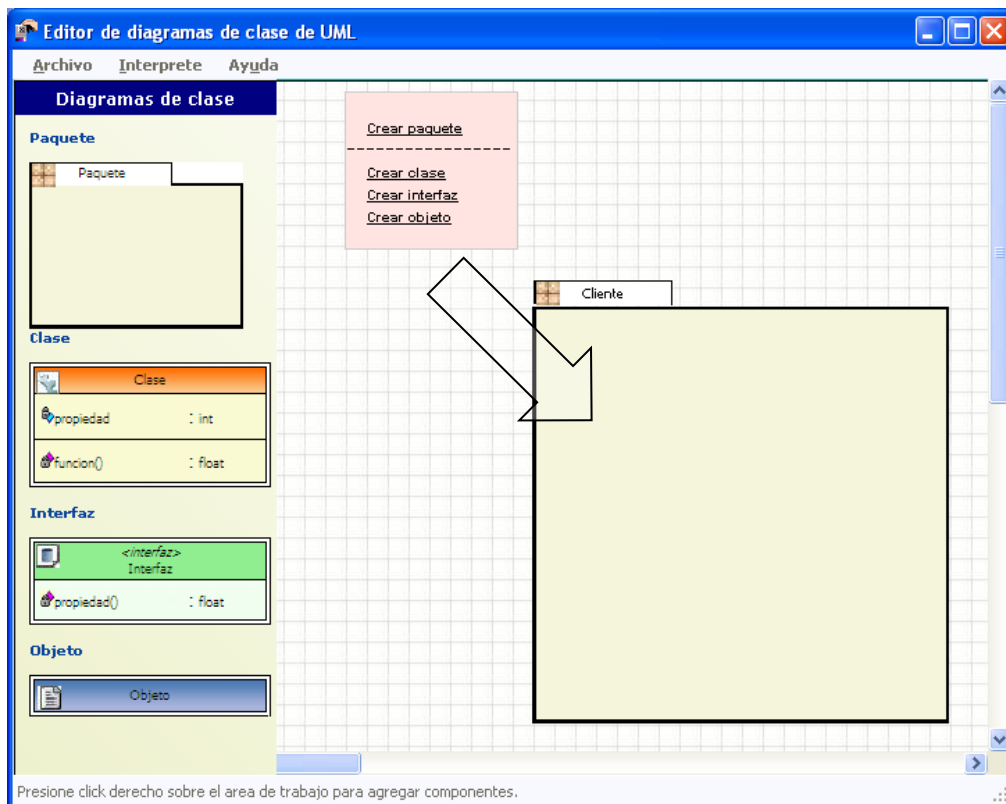 Editor de diagramas de clase de UML
Archivo Interprete Ayuda
Diagramas de clase
Paquete
Paquete
Clase
Clase
propiedad : int
funcion() : float
Interfaz
<interfaz>
Interfaz
propiedad() : float
Objeto
Objeto
Crear paquete
Crear clase
Crear interfaz
Crear objeto
Cliente
Presione click derecho sobre el area de trabajo para agregar componentes.